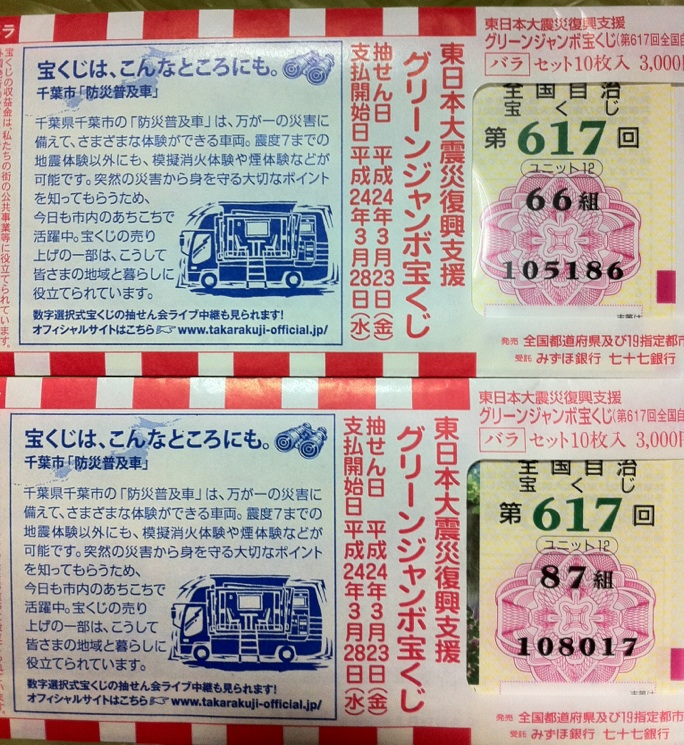 ラ
宝くじの収益金は、私たちの街の公共事業等に役立てられています。
宝くじは、こんなところにも。
千葉市「防災普及車」
千葉県千葉市の「防災普及車」は、万が一の災害に
備えて、さまざまな体験ができる車両。震度7までの
地震体験以外にも、模擬消火体験や煙体験などが
可能です。突然の災害から身を守る大切なポイント
を知ってもらうため、
今日も市内のあちこちで
活躍中。宝くじの売り
上げの一部は、こうして
皆さまの地域と暮らしに
役立てられています。
数字選択式宝くじの抽せん会ライブ中継も見られます!
オフィシャルサイトはこちら☞www.takarakuji-official.jp/
東日本大震災復興支援
グリーンジャンボ宝くじ
抽せん日 平成24年3月23日(金)
支払開始日 平成24年3月28日(水)
東日本大震災復興支援
グリーンジャンボ宝くじ(第617回全国自
バラ セット10枚入 3,000円
全国自治
宝くじ
第617回
ユニット12
66組
105186
発売 全国都道府県及び19指定都市
受託 みずほ銀行 七十七銀行
宝くじは、こんなところにも。
千葉市「防災普及車」
千葉県千葉市の「防災普及車」は、万が一の災害に
備えて、さまざまな体験ができる車両。震度7までの
地震体験以外にも、模擬消火体験や煙体験などが
可能です。突然の災害から身を守る大切なポイント
を知ってもらうため、
今日も市内のあちこちで
活躍中。宝くじの売り
上げの一部は、こうして
皆さまの地域と暮らしに
役立てられています。
数字選択式宝くじの抽せん会ライブ中継も見られます!
オフィシャルサイトはこちら☞www.takarakuji-official.jp/
東日本大震災復興支援
グリーンジャンボ宝くじ
抽せん日 平成24年3月23日(金)
支払開始日 平成24年3月28日(水)
東日本大震災復興支援
グリーンジャンボ宝くじ(第617回全国自
バラ セット10枚入 3,000円
全国自治
宝くじ
第617回
ユニット12
87組
108017
発売 全国都道府県及び19指定都市
受託 みずほ銀行 七十七銀行